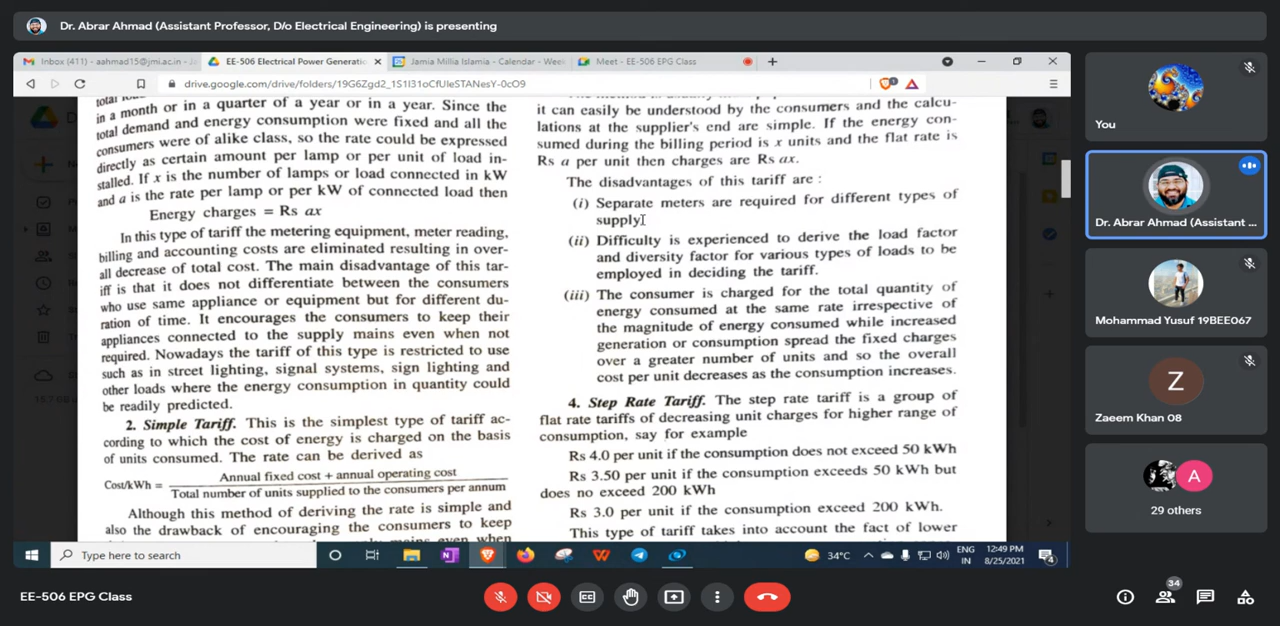 Dr. Abrar Ahmad (Assistant Professor, D/o Electrical Engineering) is presenting
Inbox (411) - aahmad15@jmi.ac.in - J
EE-506 Electrical Power Generatio
Jamia Millia Islamia - Calendar - Week
Meet - EE-506 EPG Class
drive.google.com/drive/folders/19G6Zgd2_1S1I31oCfUIeSTANesY-0cO9
in a month or in a quarter of a year or in a year. Since the
total demand and energy consumption were fixed and all the
consumers were of alike class, so the rate could be expressed
directly as certain amount per lamp or per unit of load in-
stalled. If x is the number of lamps or load connected in kW
and a is the rate per lamp or per kW of connected load then
Energy charges = Rs ax
In this type of tariff the metering equipment, meter reading,
billing and accounting costs are eliminated resulting in over-
all decrease of total cost. The main disadvantage of this tar-
iff is that it does not differentiate between the consumers
who use same appliance or equipment but for different du-
ration of time. It encourages the consumers to keep their
appliances connected to the supply mains even when not
required. Nowadays the tariff of this type is restricted to use
such as in street lighting, signal systems, sign lighting and
other loads where the energy consumption in quantity could
be readily predicted.
2. Simple Tariff. This is the simplest type of tariff ac-
cording to which the cost of energy is charged on the basis
of units consumed. The rate can be derived as
Cost/kWh = Annual fixed cost + annual operating cost
Total number of units supplied to the consumers per annum
Although this method of deriving the rate is simple and
also the drawback of encouraging the consumers to keep
it can easily be understood by the consumers and the calcu-
lations at the supplier's end are simple. If the energy con-
sumed during the billing period is x units and the flat rate is
Rs a per unit then charges are Rs ax.
The disadvantages of this tariff are :
(i) Separate meters are required for different types of
supply
(ii) Difficulty is experienced to derive the load factor
and diversity factor for various types of loads to be
employed in deciding the tariff.
(iii) The consumer is charged for the total quantity of
energy consumed at the same rate irrespective of
the magnitude of energy consumed while increased
generation or consumption spread the fixed charges
over a greater number of units and so the overall
cost per unit decreases as the consumption increases.
4. Step Rate Tariff. The step rate tariff is a group of
flat rate tariffs of decreasing unit charges for higher range of
consumption, say for example
Rs 4.0 per unit if the consumption does not exceed 50 kWh
Rs 3.50 per unit if the consumption exceeds 50 kWh but
does no exceed 200 kWh
Rs 3.0 per unit if the consumption exceed 200 kWh.
This type of tariff takes into account the fact of lower
Type here to search
34°C
ENG
IN
12:49 PM
8/25/2021
4
You
Dr. Abrar Ahmad (Assistant ...
Mohammad Yusuf 19BEE067
Z
Zaeem Khan 08
A
29 others
EE-506 EPG Class
34